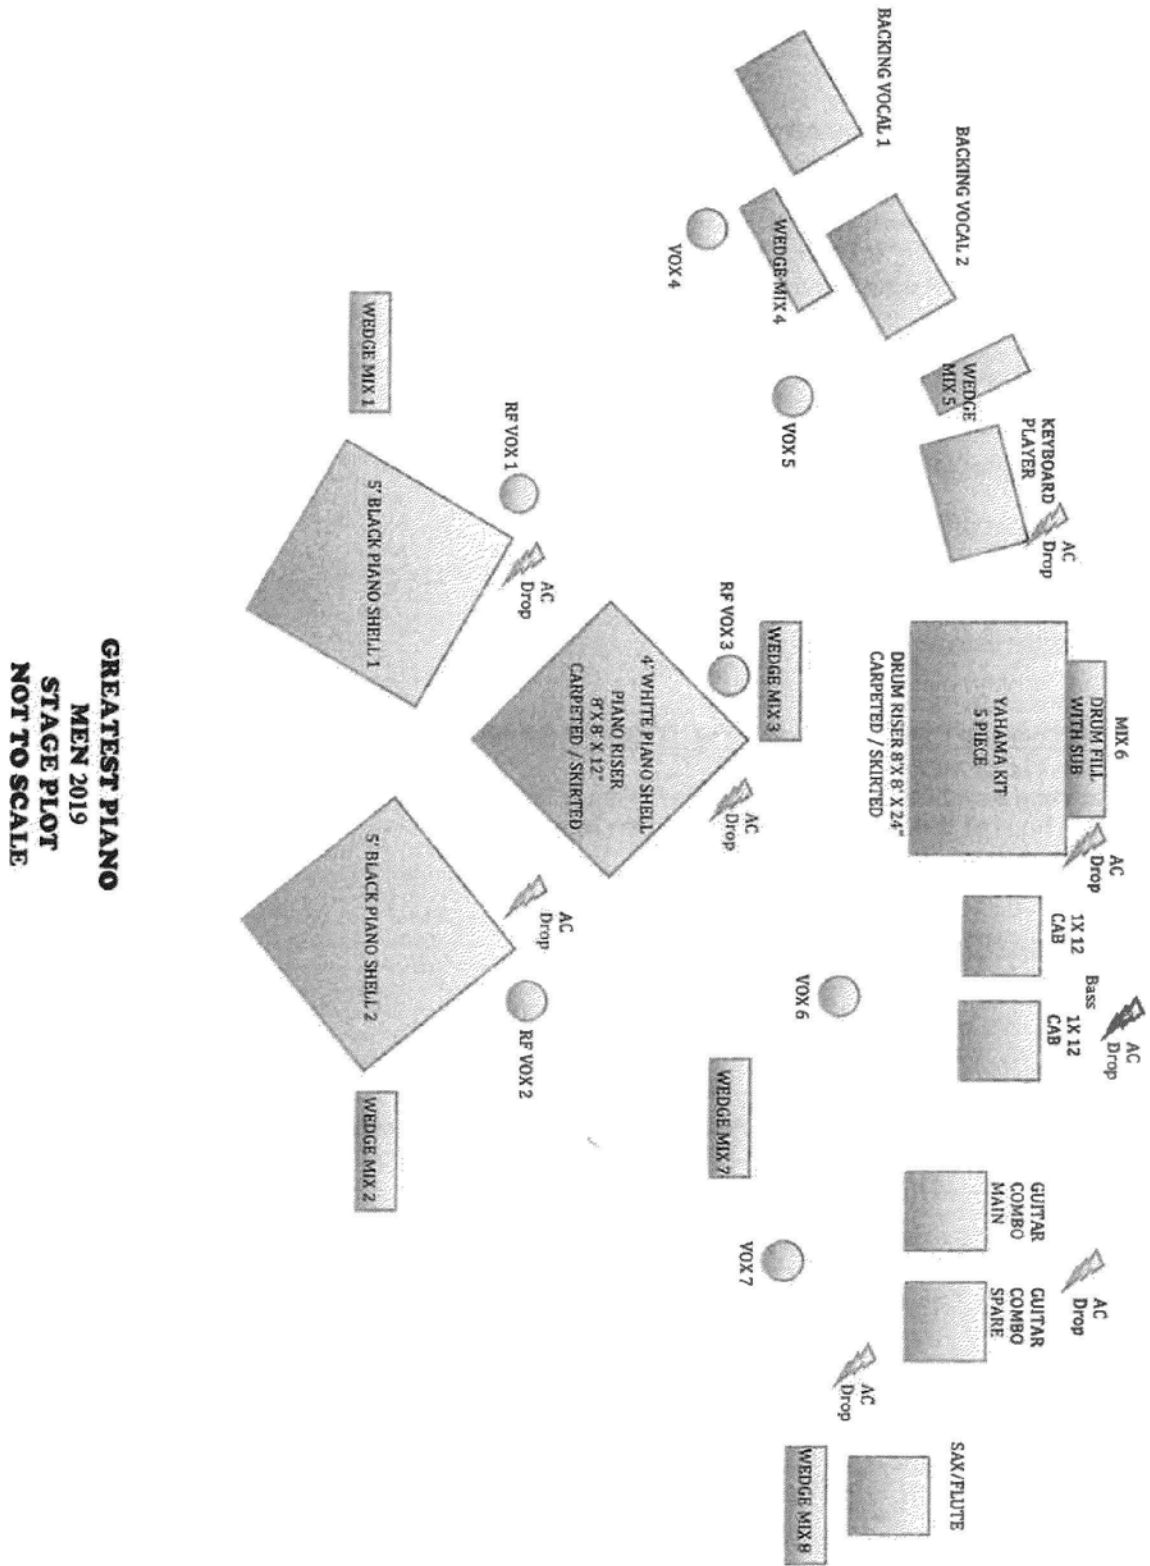 MIX 6
DRUM FILL
WITH SUB
AC
Drop
AC
Drop
Bass
1X 12
CAB
1X 12
CAB
AC
Drop
KEYBOARD
PLAYER
AC
Drop
GUITAR
COMBO
MAIN
GUITAR
COMBO
SPARE
YAHAMA KIT
5 PIECE
DRUM RISER 8'X 8' X 24"
CARPETED / SKIRTED
BACKING VOCAL 2
WEDGE
MIX 5
SAX/FLUTE
BACKING VOCAL 1
AC
Drop
WEDGE MIX 4
VOX 5
VOX 6
WEDGE MIX 8
WEDGE MIX 3
VOX 7
VOX 4
RF VOX 3
AC
Drop
WEDGE MIX 7
4' WHITE PIANO SHELL
PIANO RISER
8'X 8' X 12"
CARPETED / SKIRTED
RF VOX 1
AC
Drop
AC
Drop
RF VOX 2
WEDGE MIX 1
5' BLACK PIANO SHELL 1
5' BLACK PIANO SHELL 2
WEDGE MIX 2
GREATEST PIANO
MEN 2019
STAGE PLOT
NOT TO SCALE